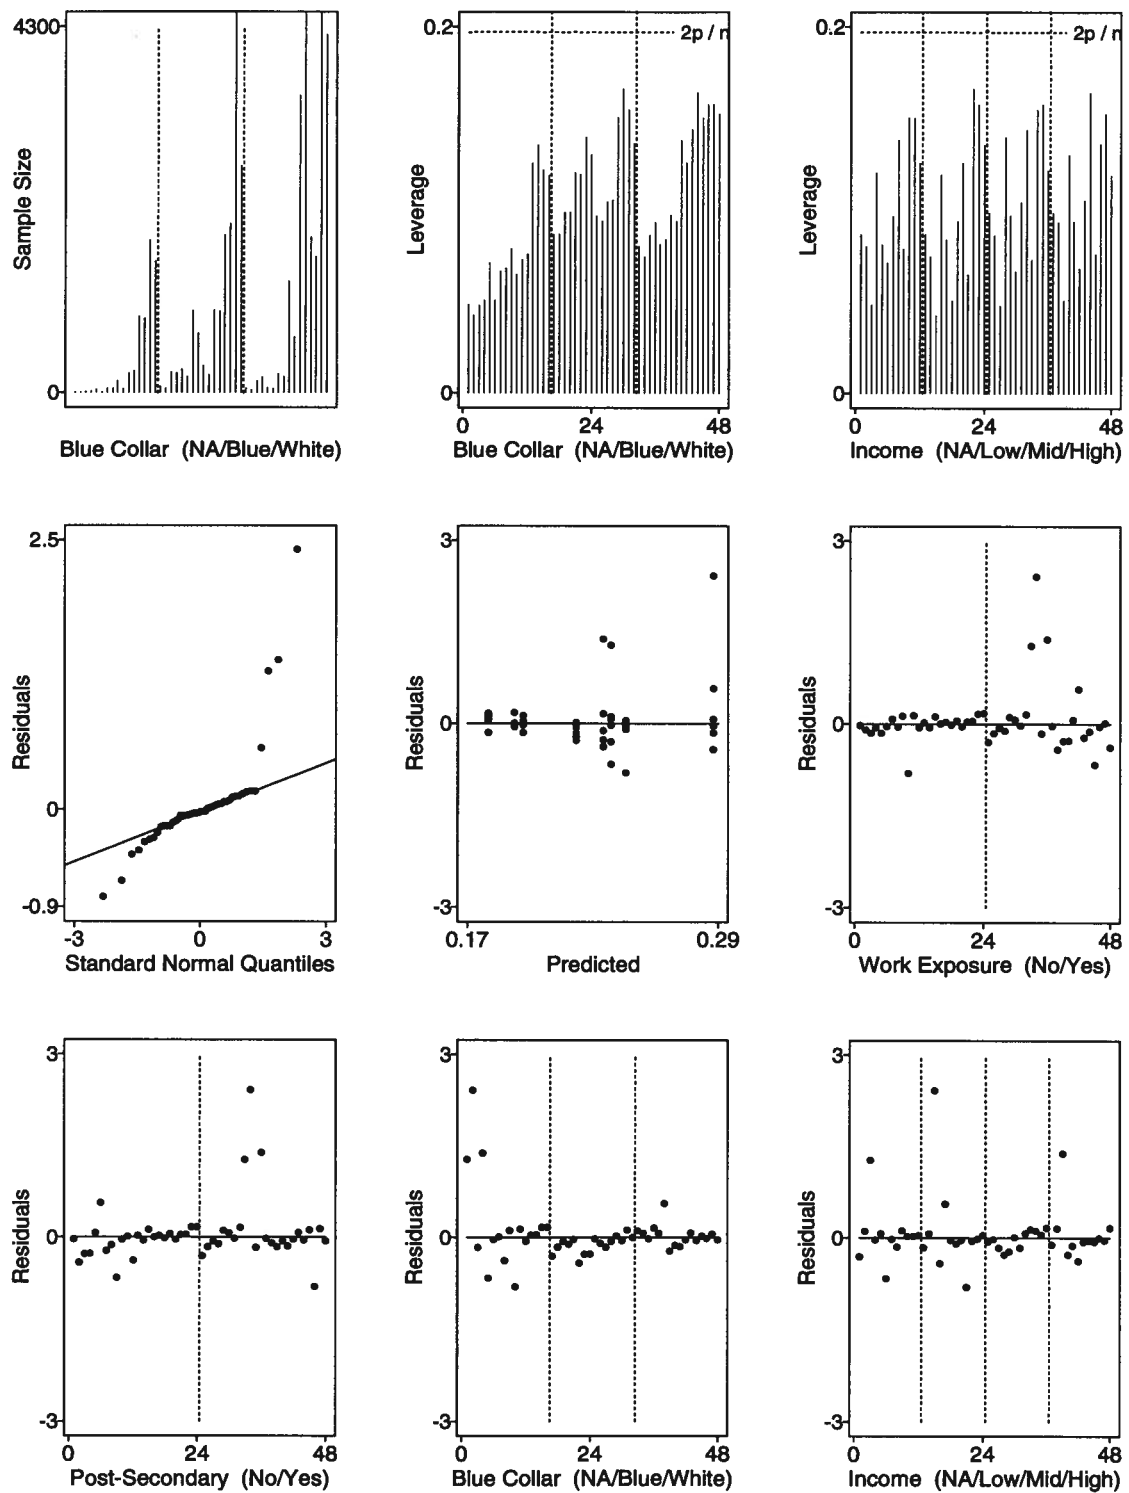 4300
Sample Size
0
Blue Collar (NA/Blue/White)
0.2
2p / n
Leverage
0
0 24 48
Blue Collar (NA/Blue/White)
0.2
2p / n
Leverage
0
0 24 48
Income (NA/Low/Mid/High)
2.5
Residuals
0
-0.9
-3 0 3
Standard Normal Quantiles
3
Residuals
0
-3
0.17 0.29
Predicted
3
Residuals
0
-3
0 24 48
Work Exposure (No/Yes)
3
Residuals
0
-3
0 24 48
Post-Secondary (No/Yes)
3
Residuals
0
-3
0 24 48
Blue Collar (NA/Blue/White)
3
Residuals
0
-3
0 24 48
Income (NA/Low/Mid/High)